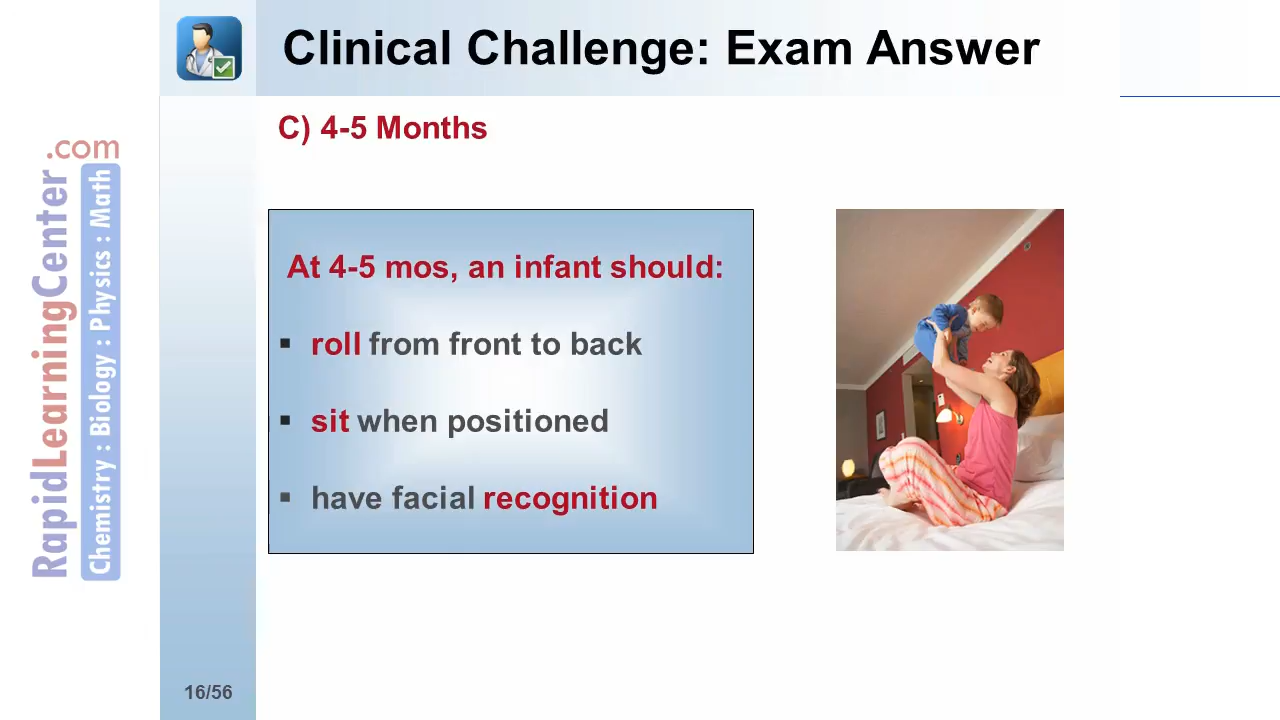 Clinical Challenge: Exam Answer
C) 4-5 Months
At 4-5 mos, an infant should:
▪ roll from front to back
▪ sit when positioned
▪ have facial recognition
RapidLearningCenter.com
Chemistry : Biology : Physics : Math
16/56